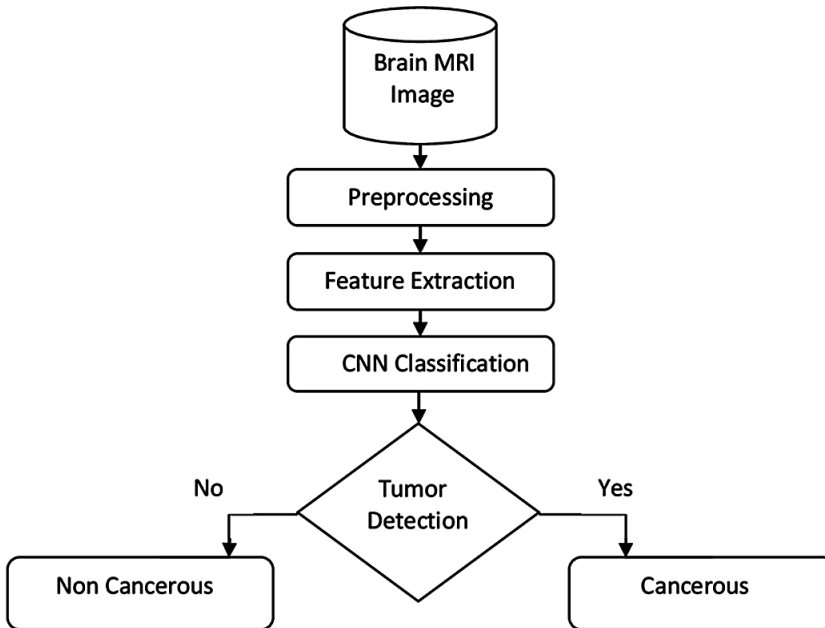 Brain MRI
Image
Preprocessing
Feature Extraction
CNN Classification
No
Tumor
Detection
Yes
Non Cancerous
Cancerous